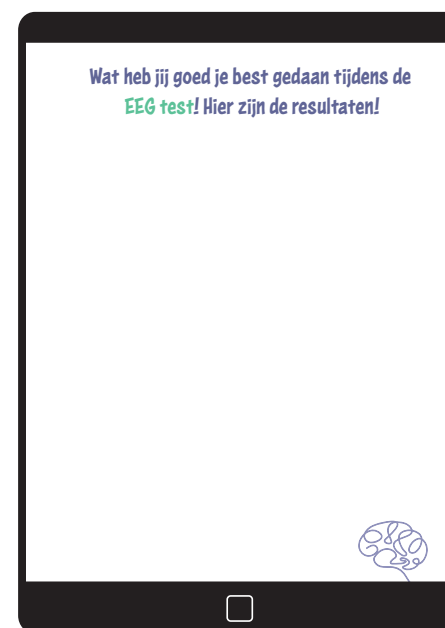 Wat heb jij goed je best gedaan tijdens de
EEG test! Hier zijn de resultaten!